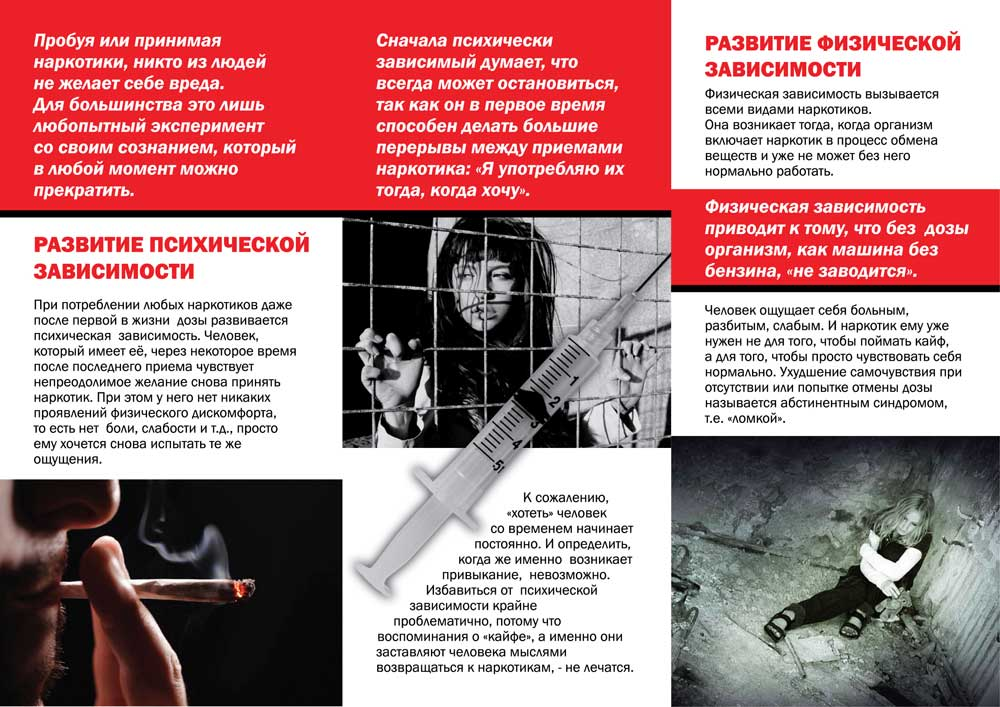 Пробуя или принимая
наркотики, никто из людей
не желает себе вреда.
Для большинства это лишь
любопытный эксперимент
со своим сознанием, который
в любой момент можно
прекратить.
РАЗВИТИЕ ПСИХИЧЕСКОЙ
ЗАВИСИМОСТИ
При потреблении любых наркотиков даже
после первой в жизни дозы развивается
психическая зависимость. Человек,
который имеет её, через некоторое время
после последнего приема чувствует
непреодолимое желание снова принять
наркотик. При этом у него нет никаких
проявлений физического дискомфорта,
то есть нет боли, слабости и т.д., просто
ему хочется снова испытать те же
ощущения.
Сначала психически
зависимый думает, что
всегда может остановиться,
так как он в первое время
способен делать большие
перерывы между приемами
наркотика: «Я употребляю их
тогда, когда хочу».
1
2
3
4
5
К сожалению,
«хотеть» человек
со временем начинает
постоянно. И определить,
когда же именно возникает
привыкание, невозможно.
Избавиться от психической
зависимости крайне
проблематично, потому что
воспоминания о «кайфе», а именно они
заставляют человека мыслями
возвращаться к наркотикам, - не лечатся.
РАЗВИТИЕ ФИЗИЧЕСКОЙ
ЗАВИСИМОСТИ
Физическая зависимость вызывается
всеми видами наркотиков.
Она возникает тогда, когда организм
включает наркотик в процесс обмена
веществ и уже не может без него
нормально работать.
Физическая зависимость
приводит к тому, что без дозы
организм, как машина без
бензина, «не заводится».
Человек ощущает себя больным,
разбитым, слабым. И наркотик ему уже
нужен не для того, чтобы поймать кайф,
а для того, чтобы просто чувствовать себя
нормально. Ухудшение самочувствия при
отсутствии или попытке отмены дозы
называется абстинентным синдромом,
т.е. «ломкой».